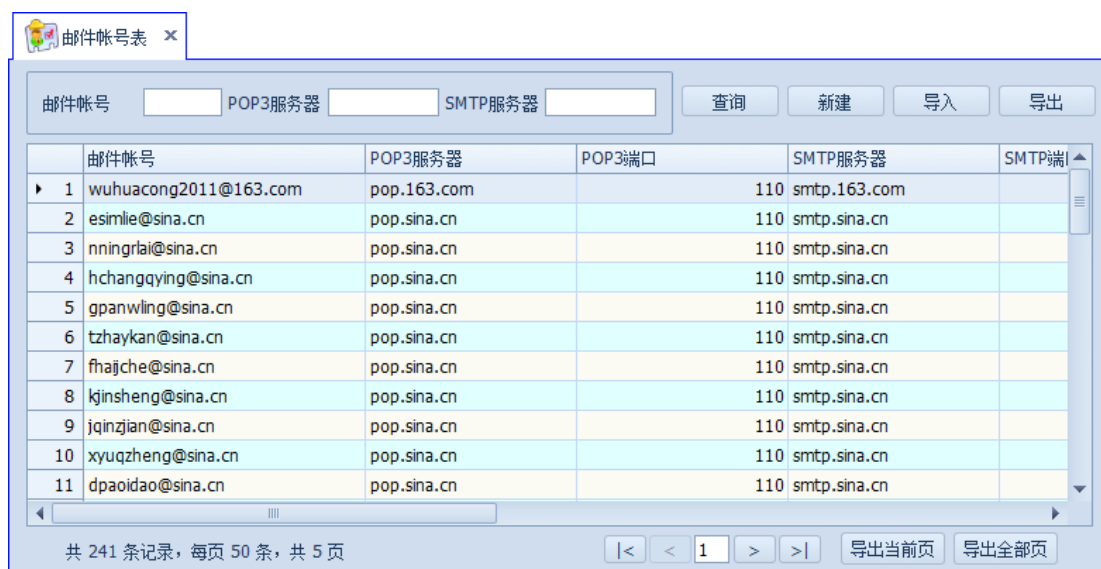 邮件帐号表
邮件帐号 POP3服务器 SMTP服务器 查询 新建 导入 导出
邮件帐号 POP3服务器 POP3端口 SMTP服务器 SMTP端
1 wuhuacong2011@163.com pop.163.com 110 smtp.163.com
2 esimlie@sina.cn pop.sina.cn 110 smtp.sina.cn
3 nningrlai@sina.cn pop.sina.cn 110 smtp.sina.cn
4 hchangqying@sina.cn pop.sina.cn 110 smtp.sina.cn
5 gpanwling@sina.cn pop.sina.cn 110 smtp.sina.cn
6 tzhaykan@sina.cn pop.sina.cn 110 smtp.sina.cn
7 fhaijche@sina.cn pop.sina.cn 110 smtp.sina.cn
8 kjinsheng@sina.cn pop.sina.cn 110 smtp.sina.cn
9 jqinzjian@sina.cn pop.sina.cn 110 smtp.sina.cn
10 xyuqzheng@sina.cn pop.sina.cn 110 smtp.sina.cn
11 dpaoidao@sina.cn pop.sina.cn 110 smtp.sina.cn
共 241 条记录，每页 50 条，共 5 页 |< < 1 > >| 导出当前页 导出全部页